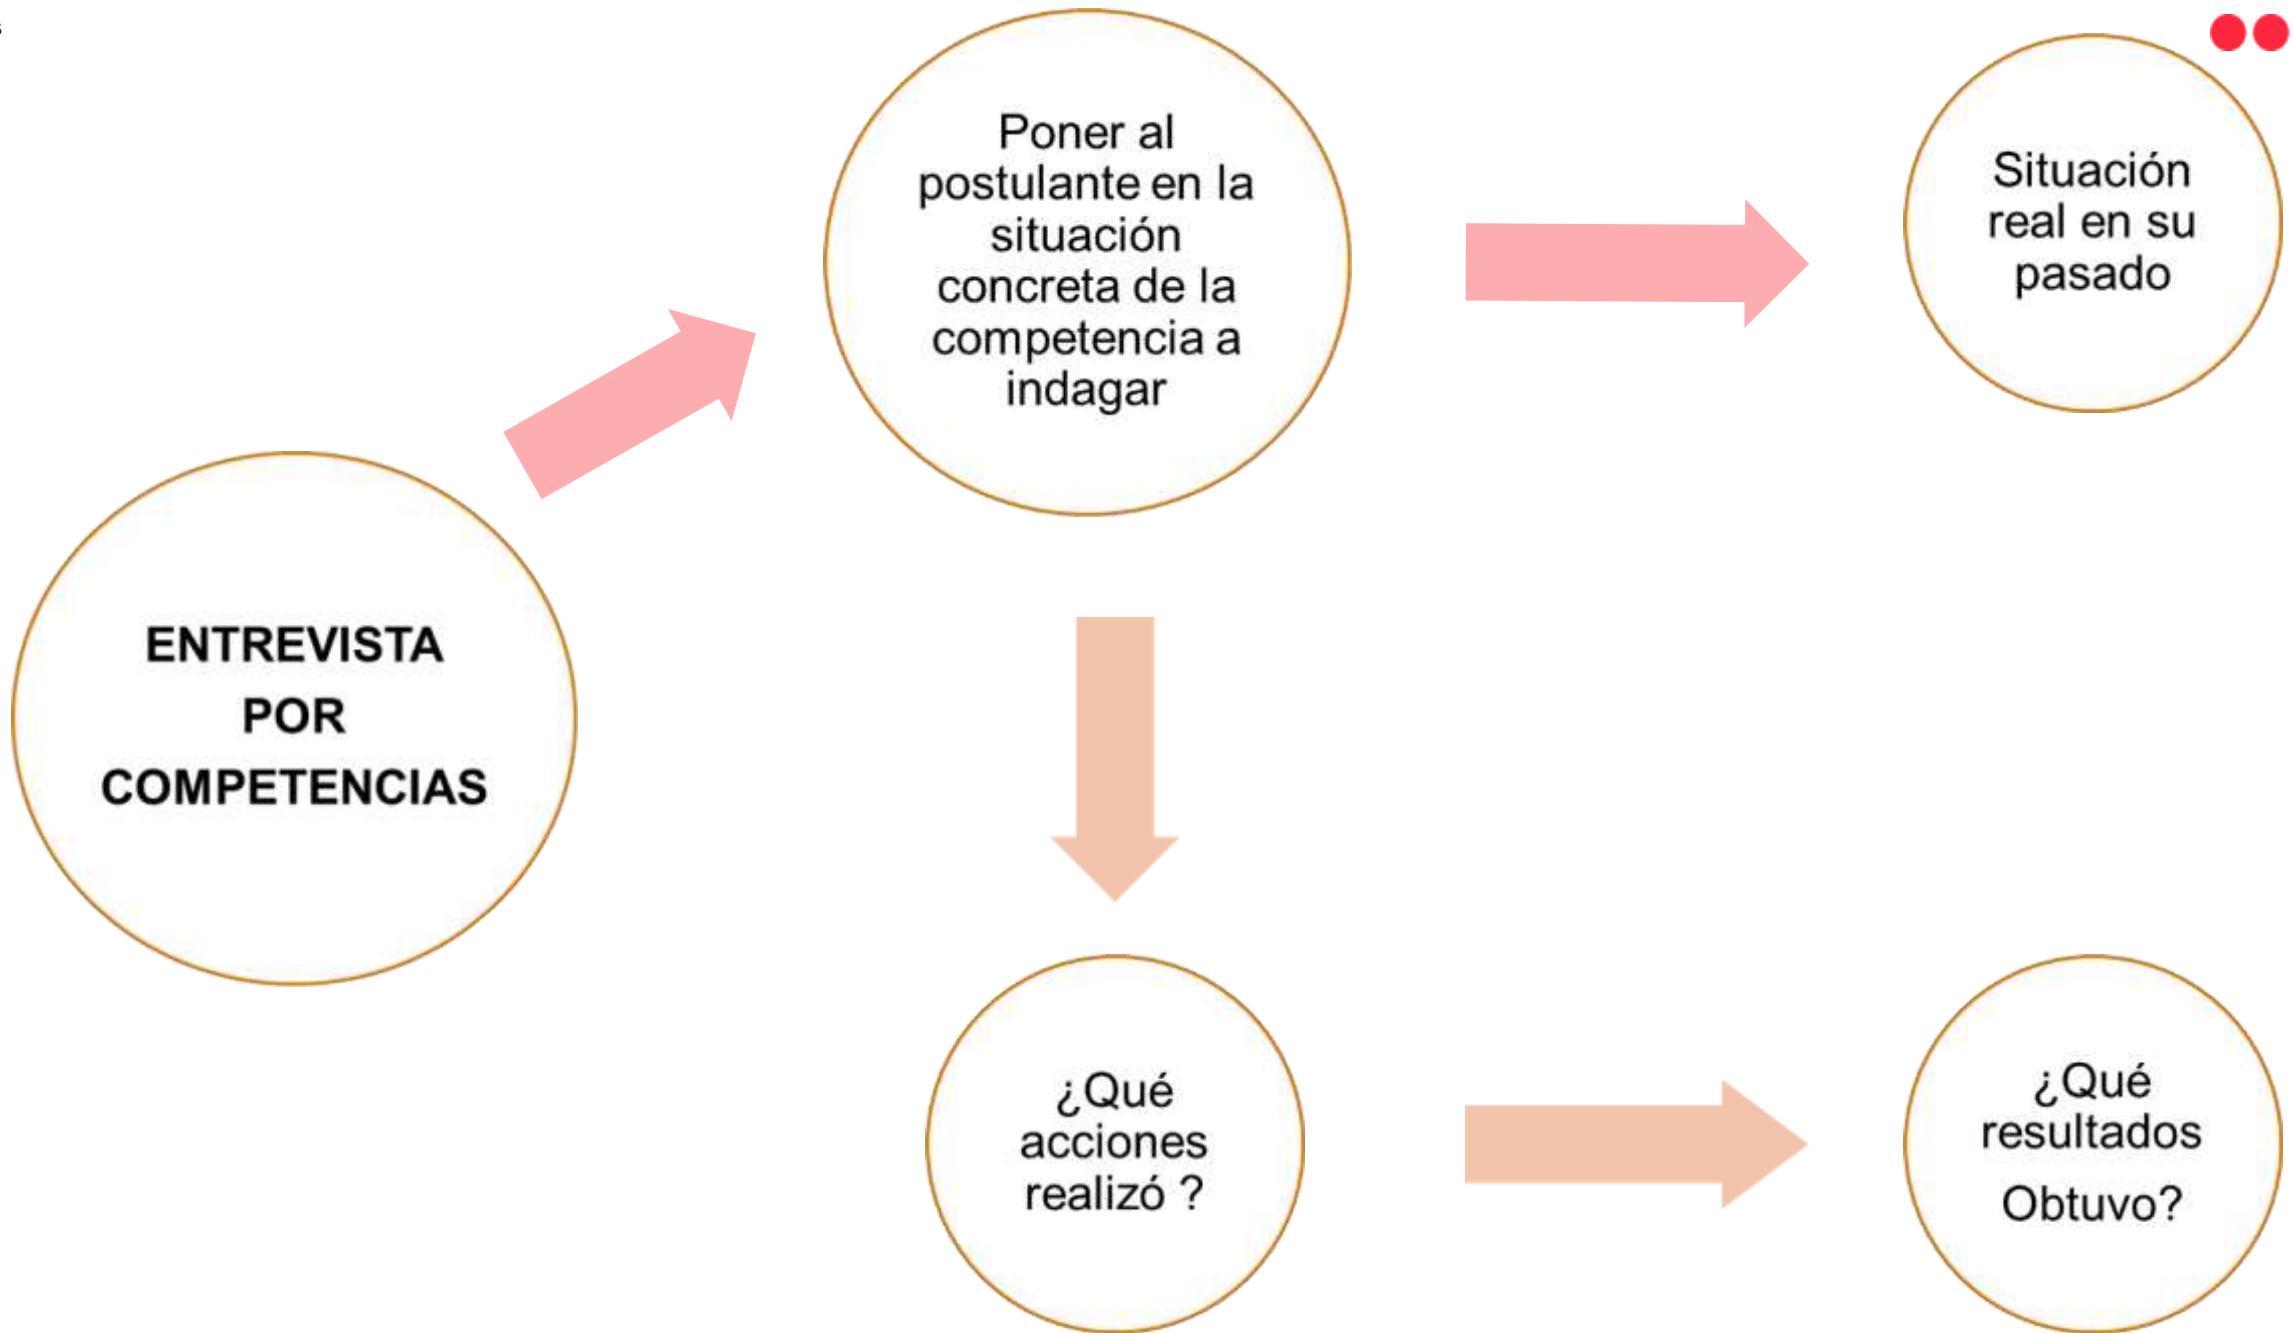 Poner al
postulante en la
situación
concreta de la
competencia a
indagar
Situación
real en su
pasado
ENTREVISTA
POR
COMPETENCIAS
¿Qué
acciones
realizó ?
¿Qué
resultados
Obtuvo?